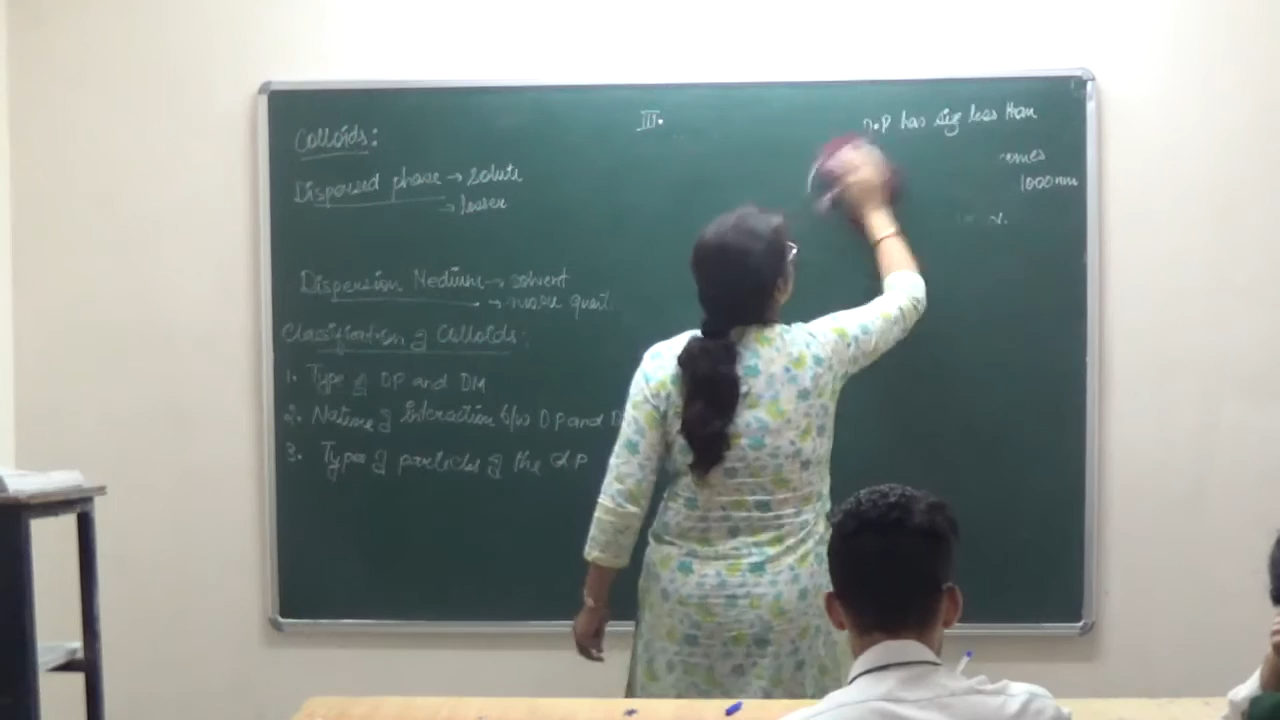 Colloids:
Dispersed phase → solute
→ lesser
Dispersion Medium → solvent
→ more quant
Classification of Colloids:
1. Type of DP and DM
2. Nature of interaction b/w DP and D
3. Types of particles of the DP
III.
D.P has size less than
1000nm